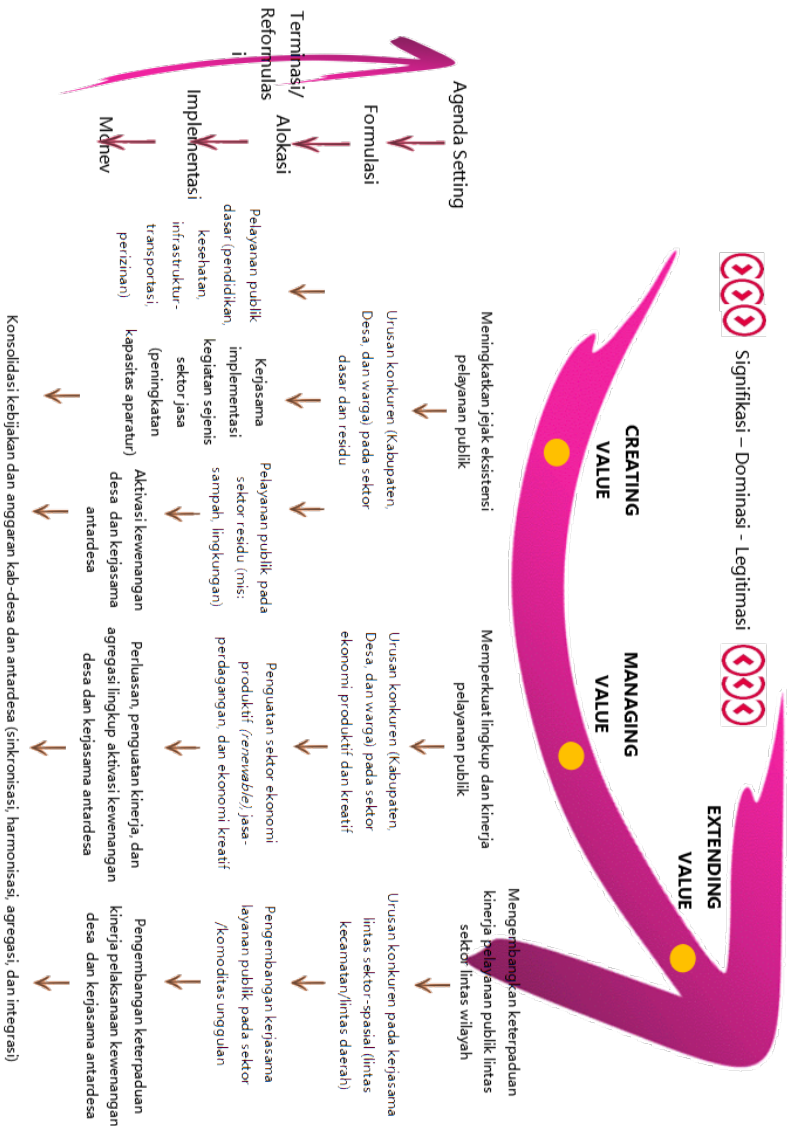 Signifikasi – Dominasi - Legitimasi
CREATING
VALUE
MANAGING
VALUE
EXTENDING
VALUE
Agenda Setting
Formulasi
Alokasi
Implementasi
Monev
Terminasi/
Reformulas
i
Meningkatkan jejak eksistensi
pelayanan publik
Urusan konkuren (Kabupaten,
Desa, dan warga) pada sektor
dasar dan residu
Pelayanan publik
dasar (pendidikan,
kesehatan,
infrastruktur-
transportasi,
perizinan)
Kerjasama
implementasi
kegiatan sejenis
sektor jasa
(peningkatan
kapasitas aparatur)
Pelayanan publik pada
sektor residu (mis:
sampah, lingkungan)
Aktivasi kewenangan
desa dan kerjasama
antardesa
Memperkuat lingkup dan kinerja
pelayanan publik
Urusan konkuren (Kabupaten,
Desa, dan warga) pada sektor
ekonomi produktif dan kreatif
Penguatan sektor ekonomi
produktif (renewable), jasa-
perdagangan, dan ekonomi kreatif
Perluasan, penguatan kinerja, dan
agregasi lingkup aktivasi kewenangan
desa dan kerjasama antardesa
Mengembangkan keterpaduan
kinerja pelayanan publik lintas
sektor lintas wilayah
Urusan konkuren pada kerjasama
lintas sektor-spasial (lintas
kecamatan/lintas daerah)
Pengembangan kerjasama
layanan publik pada sektor
/komoditas unggulan
Pengembangan keterpaduan
kinerja pelaksanaan kewenangan
desa dan kerjasama antardesa
Konsolidasi kebijakan dan anggaran kab-desa dan antardesa (sinkronisasi, harmonisasi, agregasi, dan integrasi)